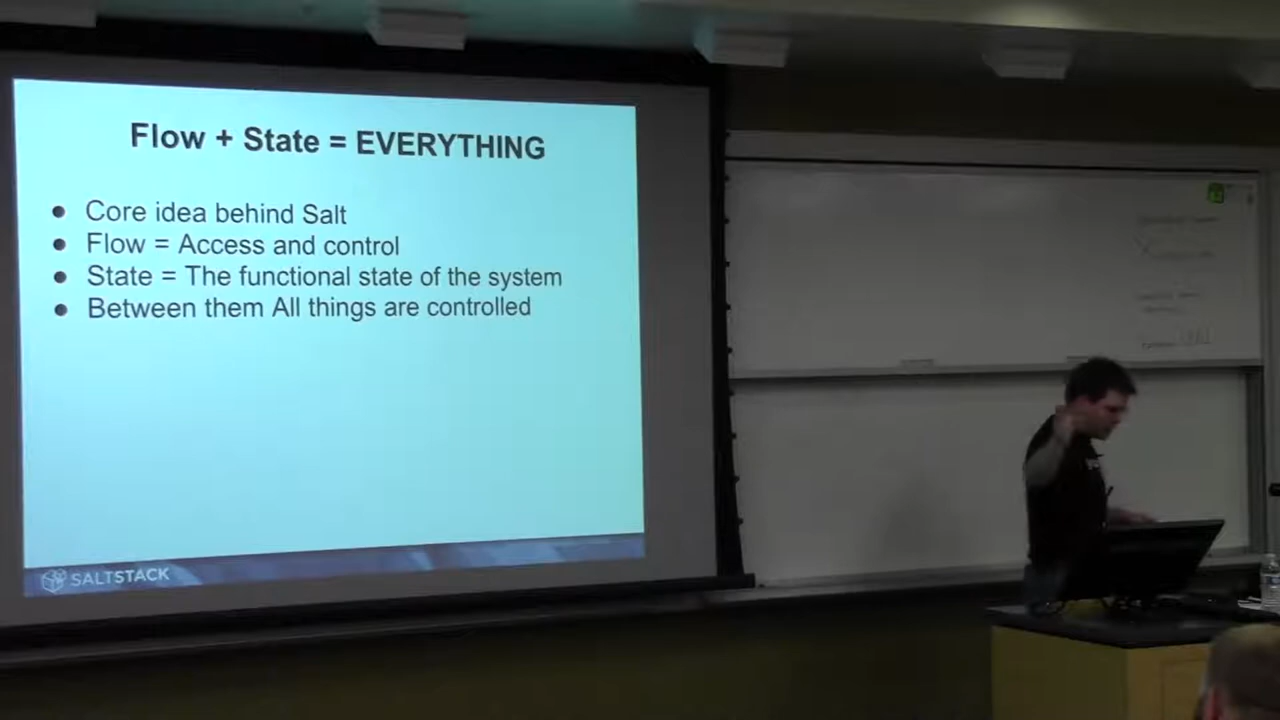 Flow + State = EVERYTHING
● Core idea behind Salt
● Flow = Access and control
● State = The functional state of the system
● Between them All things are controlled
SALTSTACK